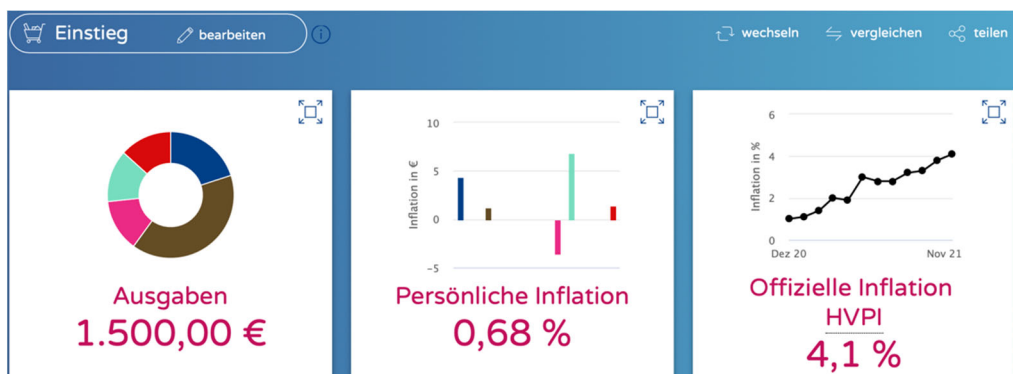 Einstieg
bearbeiten
i
wechseln
vergleichen
teilen
Ausgaben
1.500,00 €
Inflation in €
10
5
0
−5
Persönliche Inflation
0,68 %
Inflation in %
6
4
2
0
Dez 20
Nov 21
Offizielle Inflation
HVPI
4,1 %